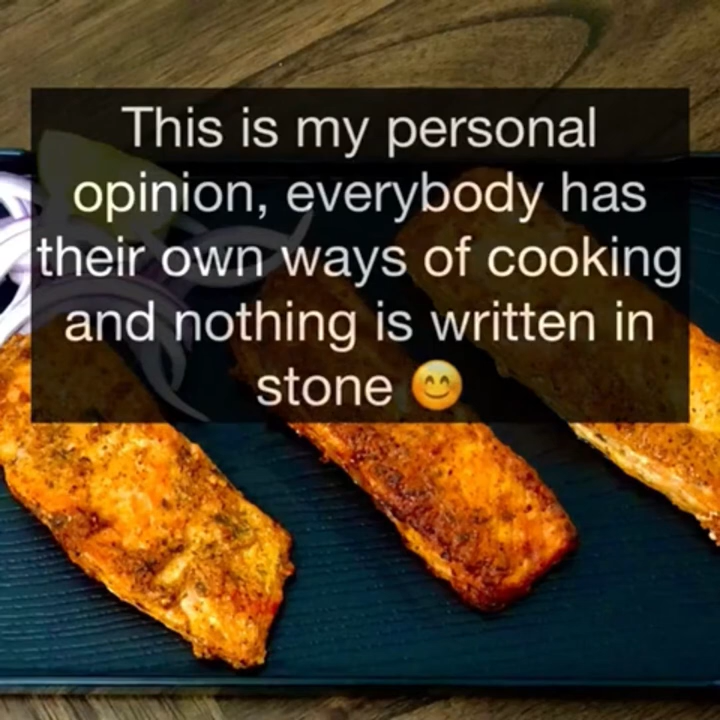 This is my personal
opinion, everybody has
their own ways of cooking
and nothing is written in
stone 😊